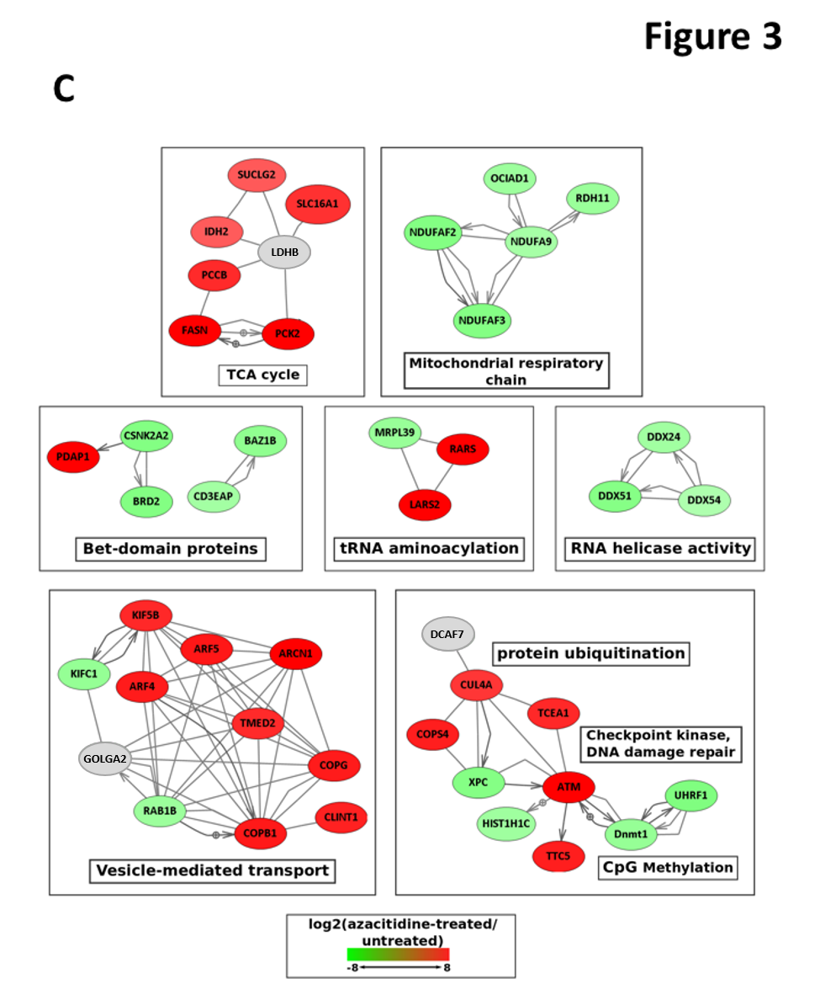 Figure 3
C
SUCLG2
SLC16A1
IDH2
LDHB
PCCB
FASN
PCK2
TCA cycle
OCIAD1
RDH11
NDUFAF2
NDUFA9
NDUFAF3
Mitochondrial respiratory
chain
CSNK2A2
PDAP1
BAZ1B
BRD2
CD3EAP
Bet-domain proteins
MRPL39
RARS
LARS2
tRNA aminoacylation
DDX24
DDX51
DDX54
RNA helicase activity
KIF5B
ARF5
ARCN1
KIFC1
ARF4
TMED2
GOLGA2
COPG
RAB1B
CLINT1
COPB1
Vesicle-mediated transport
DCAF7
protein ubiquitination
CUL4A
TCEA1
COPS4
Checkpoint kinase,
DNA damage repair
XPC
ATM
UHRF1
HIST1H1C
Dnmt1
TTC5
CpG Methylation
log2(azacitidine-treated/
untreated)
-8 8